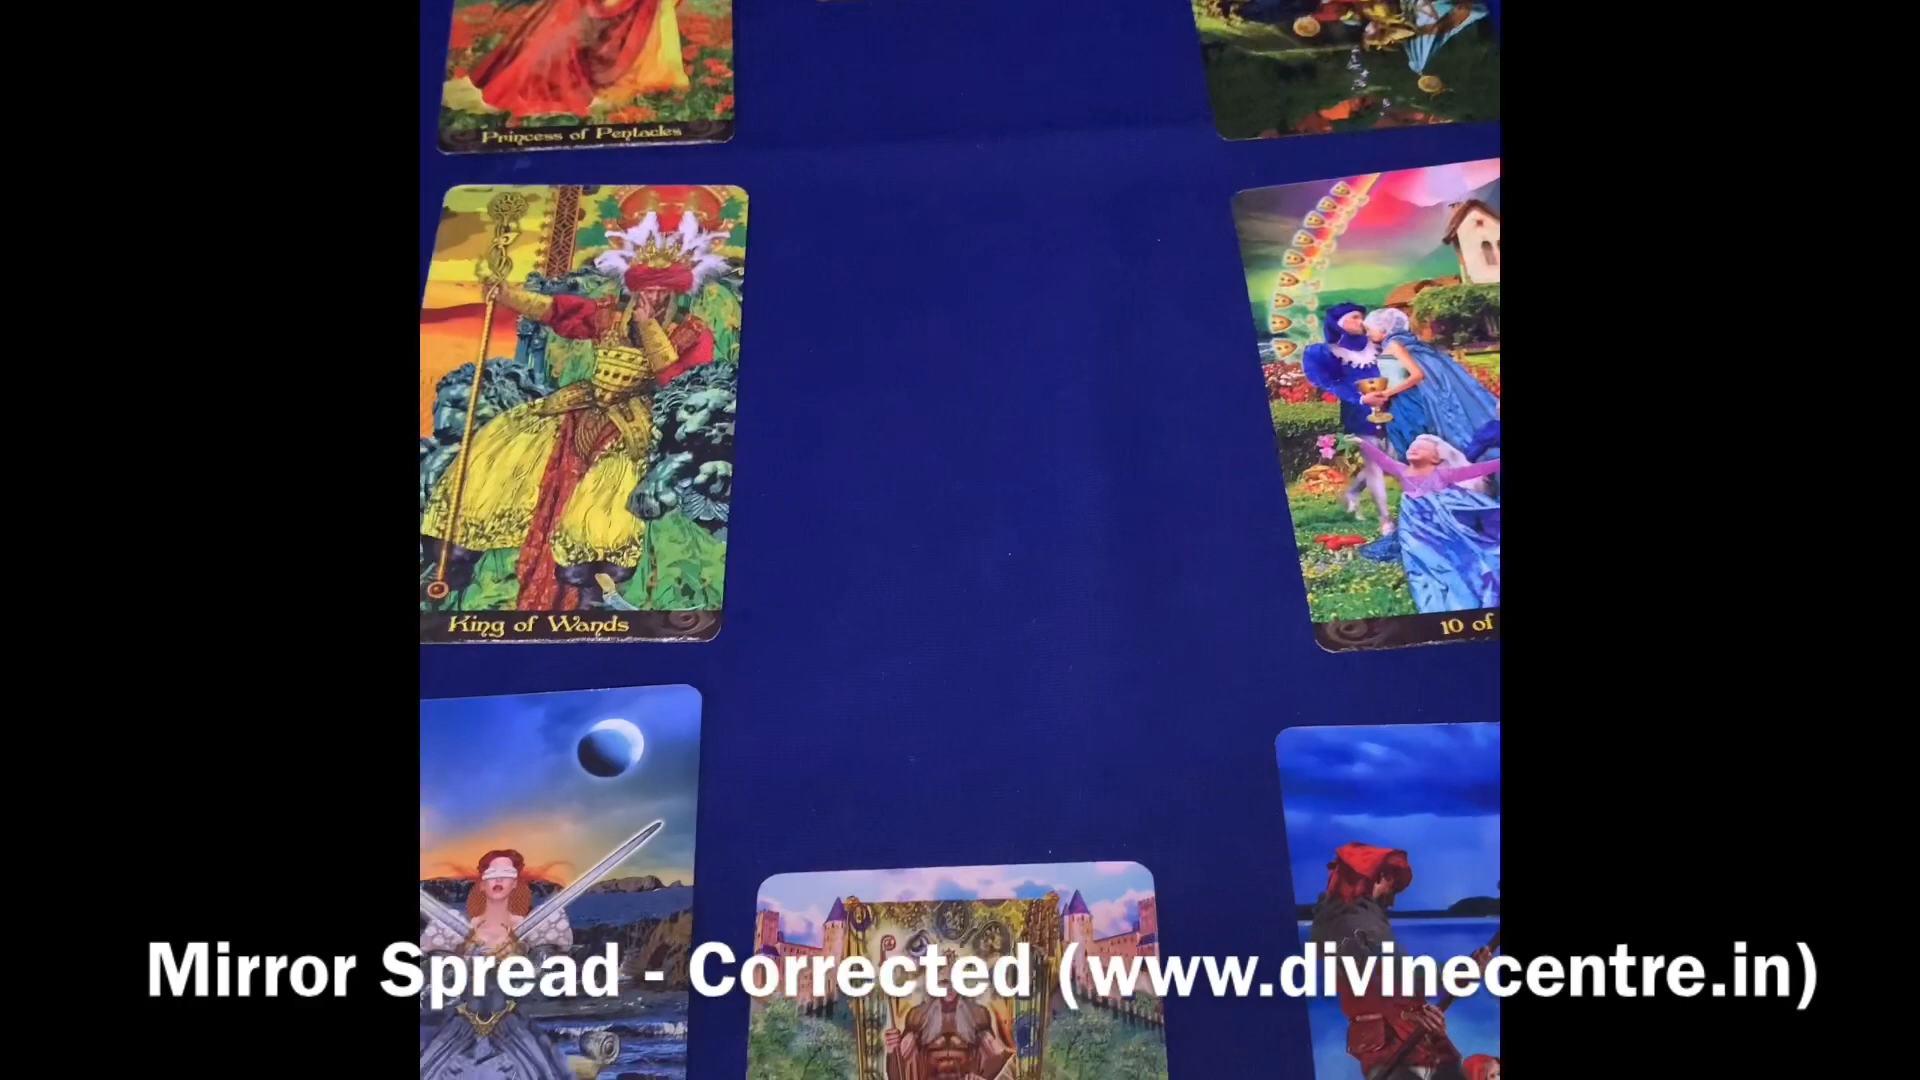 Princess of Pentacles
King of Wands
10 of
Mirror Spread - Corrected (www.divinecentre.in)